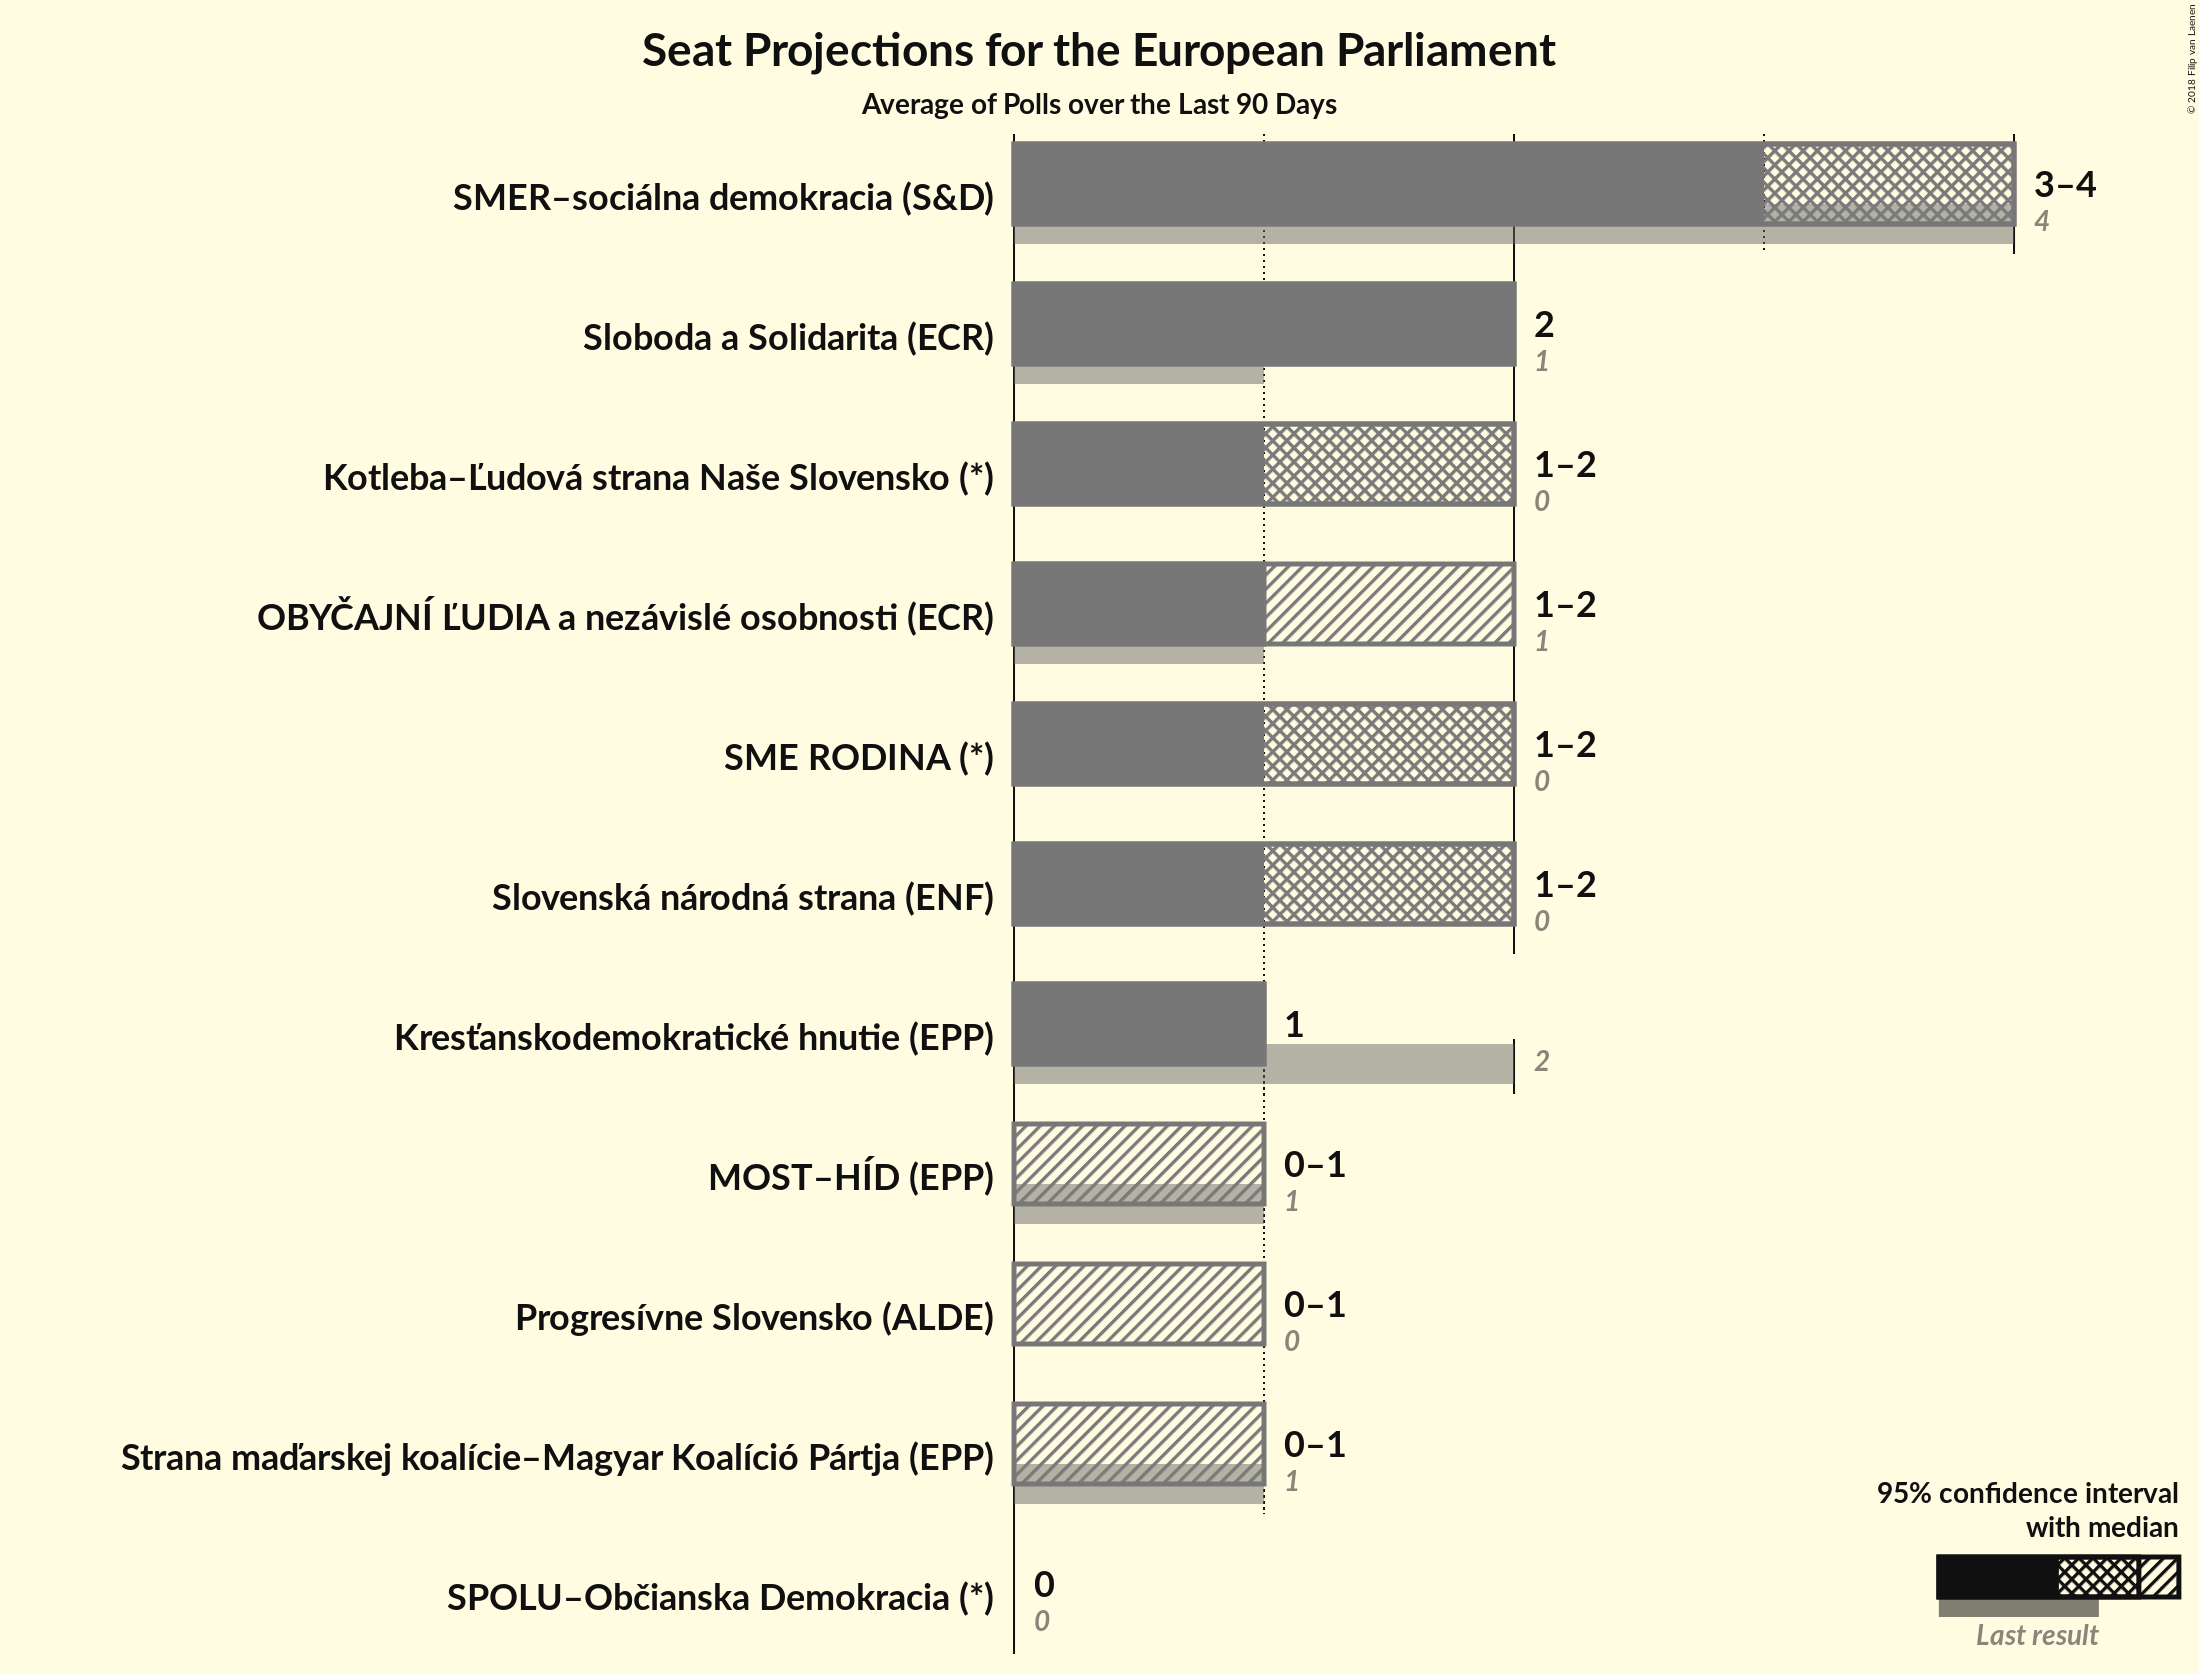 Seat Projections for the European Parliament
Average of Polls over the Last 90 Days
© 2018 Filip van Laenen
SMER–sociálna demokracia (S&D)
3–4
4
Sloboda a Solidarita (ECR)
2
1
Kotleba–Ľudová strana Naše Slovensko (*)
1–2
0
OBYČAJNÍ ĽUDIA a nezávislé osobnosti (ECR)
1–2
1
SME RODINA (*)
1–2
0
Slovenská národná strana (ENF)
1–2
0
Kresťanskodemokratické hnutie (EPP)
1
2
MOST–HÍD (EPP)
0–1
1
Progresívne Slovensko (ALDE)
0–1
0
Strana maďarskej koalície–Magyar Koalíció Pártja (EPP)
0–1
1
SPOLU–Občianska Demokracia (*)
0
0
95% confidence interval
with median
Last result